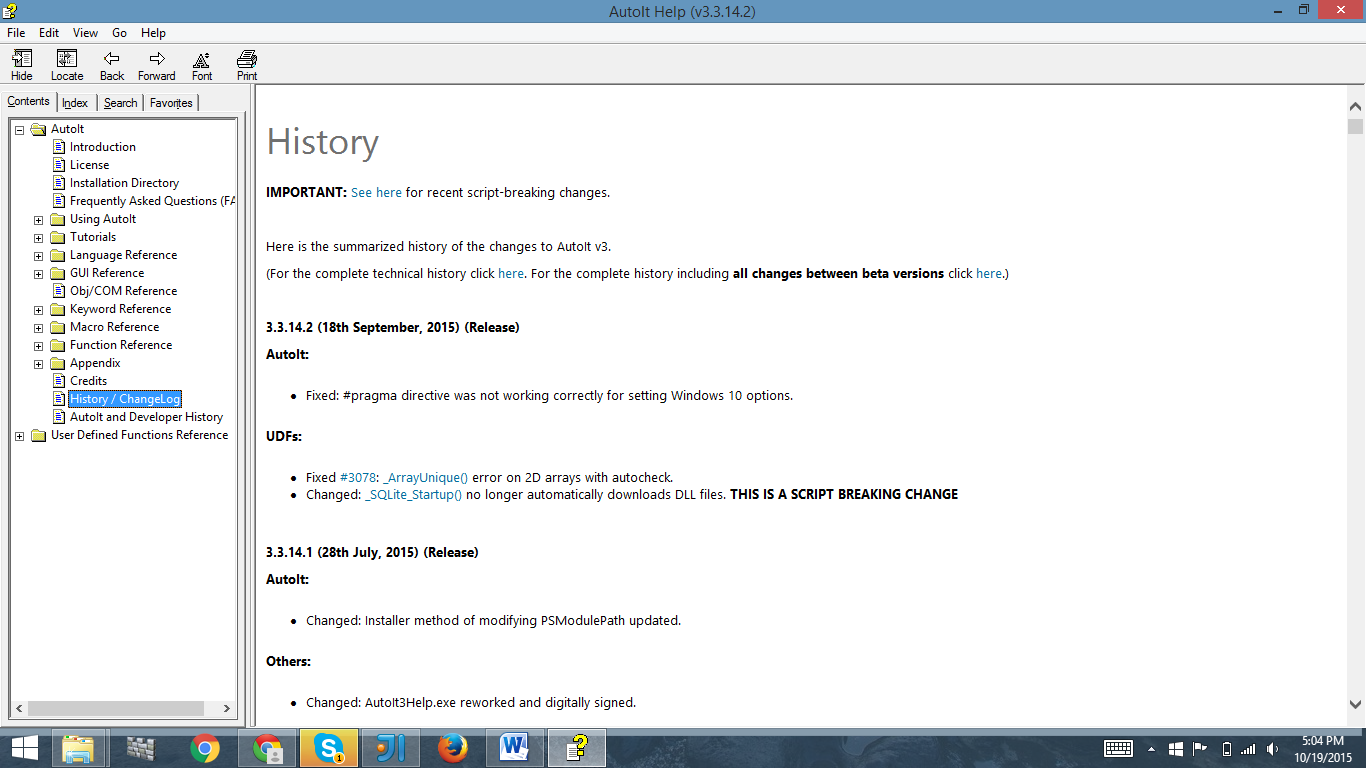 AutoIt Help (v3.3.14.2)
File Edit View Go Help
Hide Locate Back Forward Font Print
Contents Index Search Favorites
AutoIt
Introduction
License
Installation Directory
Frequently Asked Questions (FA
Using AutoIt
Tutorials
Language Reference
GUI Reference
Obj/COM Reference
Keyword Reference
Macro Reference
Function Reference
Appendix
Credits
History / ChangeLog
AutoIt and Developer History
User Defined Functions Reference
History
IMPORTANT: See here for recent script-breaking changes.
Here is the summarized history of the changes to AutoIt v3.
(For the complete technical history click here. For the complete history including all changes between beta versions click here.)
3.3.14.2 (18th September, 2015) (Release)
AutoIt:
• Fixed: #pragma directive was not working correctly for setting Windows 10 options.
UDFs:
• Fixed #3078: _ArrayUnique() error on 2D arrays with autocheck.
• Changed: _SQLite_Startup() no longer automatically downloads DLL files. THIS IS A SCRIPT BREAKING CHANGE
3.3.14.1 (28th July, 2015) (Release)
AutoIt:
• Changed: Installer method of modifying PSModulePath updated.
Others:
• Changed: AutoIt3Help.exe reworked and digitally signed.
5:04 PM
10/19/2015